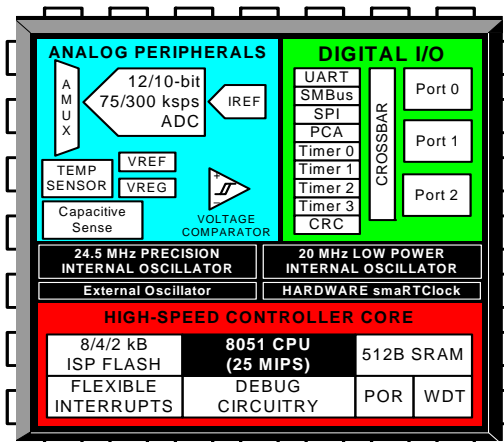 ANALOG PERIPHERALS
AMUX
12/10-bit
75/300 ksps
ADC
IREF
TEMP
SENSOR
VREF
VREG
Capacitive
Sense
+
–
VOLTAGE
COMPARATOR
DIGITAL I/O
UART
SMBus
SPI
PCA
Timer 0
Timer 1
Timer 2
Timer 3
CRC
CROSSBAR
Port 0
Port 1
Port 2
24.5 MHz PRECISION
INTERNAL OSCILLATOR
20 MHz LOW POWER
INTERNAL OSCILLATOR
External Oscillator
HARDWARE smaRTClock
HIGH-SPEED CONTROLLER CORE
8/4/2 kB
ISP FLASH
8051 CPU
(25 MIPS)
512B SRAM
FLEXIBLE
INTERRUPTS
DEBUG
CIRCUITRY
POR
WDT